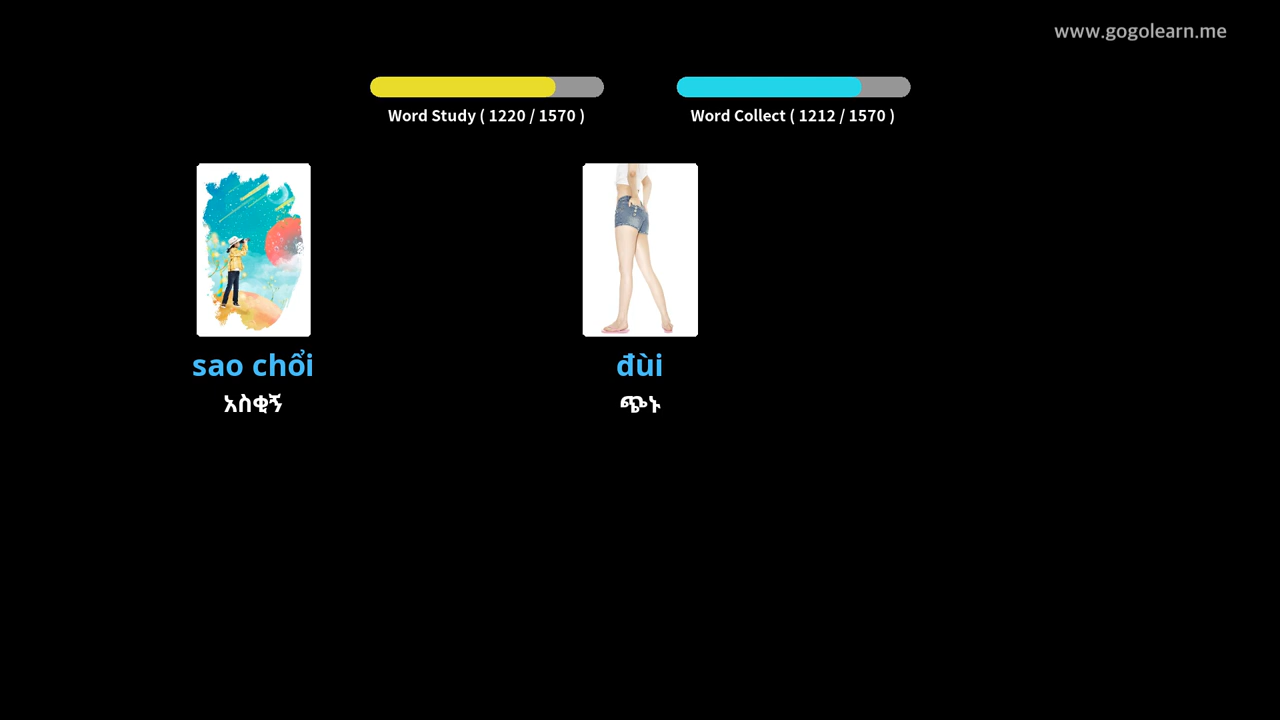 www.gogolearn.me
Word Study ( 1220 / 1570 )
Word Collect ( 1212 / 1570 )
sao chổi
đùi
አስቂኝ
ጭኑ